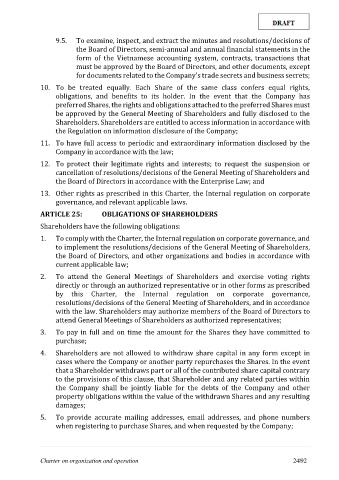 DRAFT
9.5. To examine, inspect, and extract the minutes and resolutions/decisions of
the Board of Directors, semi-annual and annual financial statements in the
form of the Vietnamese accounting system, contracts, transactions that
must be approved by the Board of Directors, and other documents, except
for documents related to the Company's trade secrets and business secrets;
10. To be treated equally. Each Share of the same class confers equal rights,
obligations, and benefits to its holder. In the event that the Company has
preferred Shares, the rights and obligations attached to the preferred Shares must
be approved by the General Meeting of Shareholders and fully disclosed to the
Shareholders. Shareholders are entitled to access information in accordance with
the Regulation on information disclosure of the Company;
11. To have full access to periodic and extraordinary information disclosed by the
Company in accordance with the law;
12. To protect their legitimate rights and interests; to request the suspension or
cancellation of resolutions/decisions of the General Meeting of Shareholders and
the Board of Directors in accordance with the Enterprise Law; and
13. Other rights as prescribed in this Charter, the Internal regulation on corporate
governance, and relevant applicable laws.
ARTICLE 25: OBLIGATIONS OF SHAREHOLDERS
Shareholders have the following obligations:
1. To comply with the Charter, the Internal regulation on corporate governance, and
to implement the resolutions/decisions of the General Meeting of Shareholders,
the Board of Directors, and other organizations and bodies in accordance with
current applicable law;
2. To attend the General Meetings of Shareholders and exercise voting rights
directly or through an authorized representative or in other forms as prescribed
by this Charter, the Internal regulation on corporate governance,
resolutions/decisions of the General Meeting of Shareholders, and in accordance
with the law. Shareholders may authorize members of the Board of Directors to
attend General Meetings of Shareholders as authorized representatives;
3. To pay in full and on time the amount for the Shares they have committed to
purchase;
4. Shareholders are not allowed to withdraw share capital in any form except in
cases where the Company or another party repurchases the Shares. In the event
that a Shareholder withdraws part or all of the contributed share capital contrary
to the provisions of this clause, that Shareholder and any related parties within
the Company shall be jointly liable for the debts of the Company and other
property obligations within the value of the withdrawn Shares and any resulting
damages;
5. To provide accurate mailing addresses, email addresses, and phone numbers
when registering to purchase Shares, and when requested by the Company;
Charter on organization and operation 2492